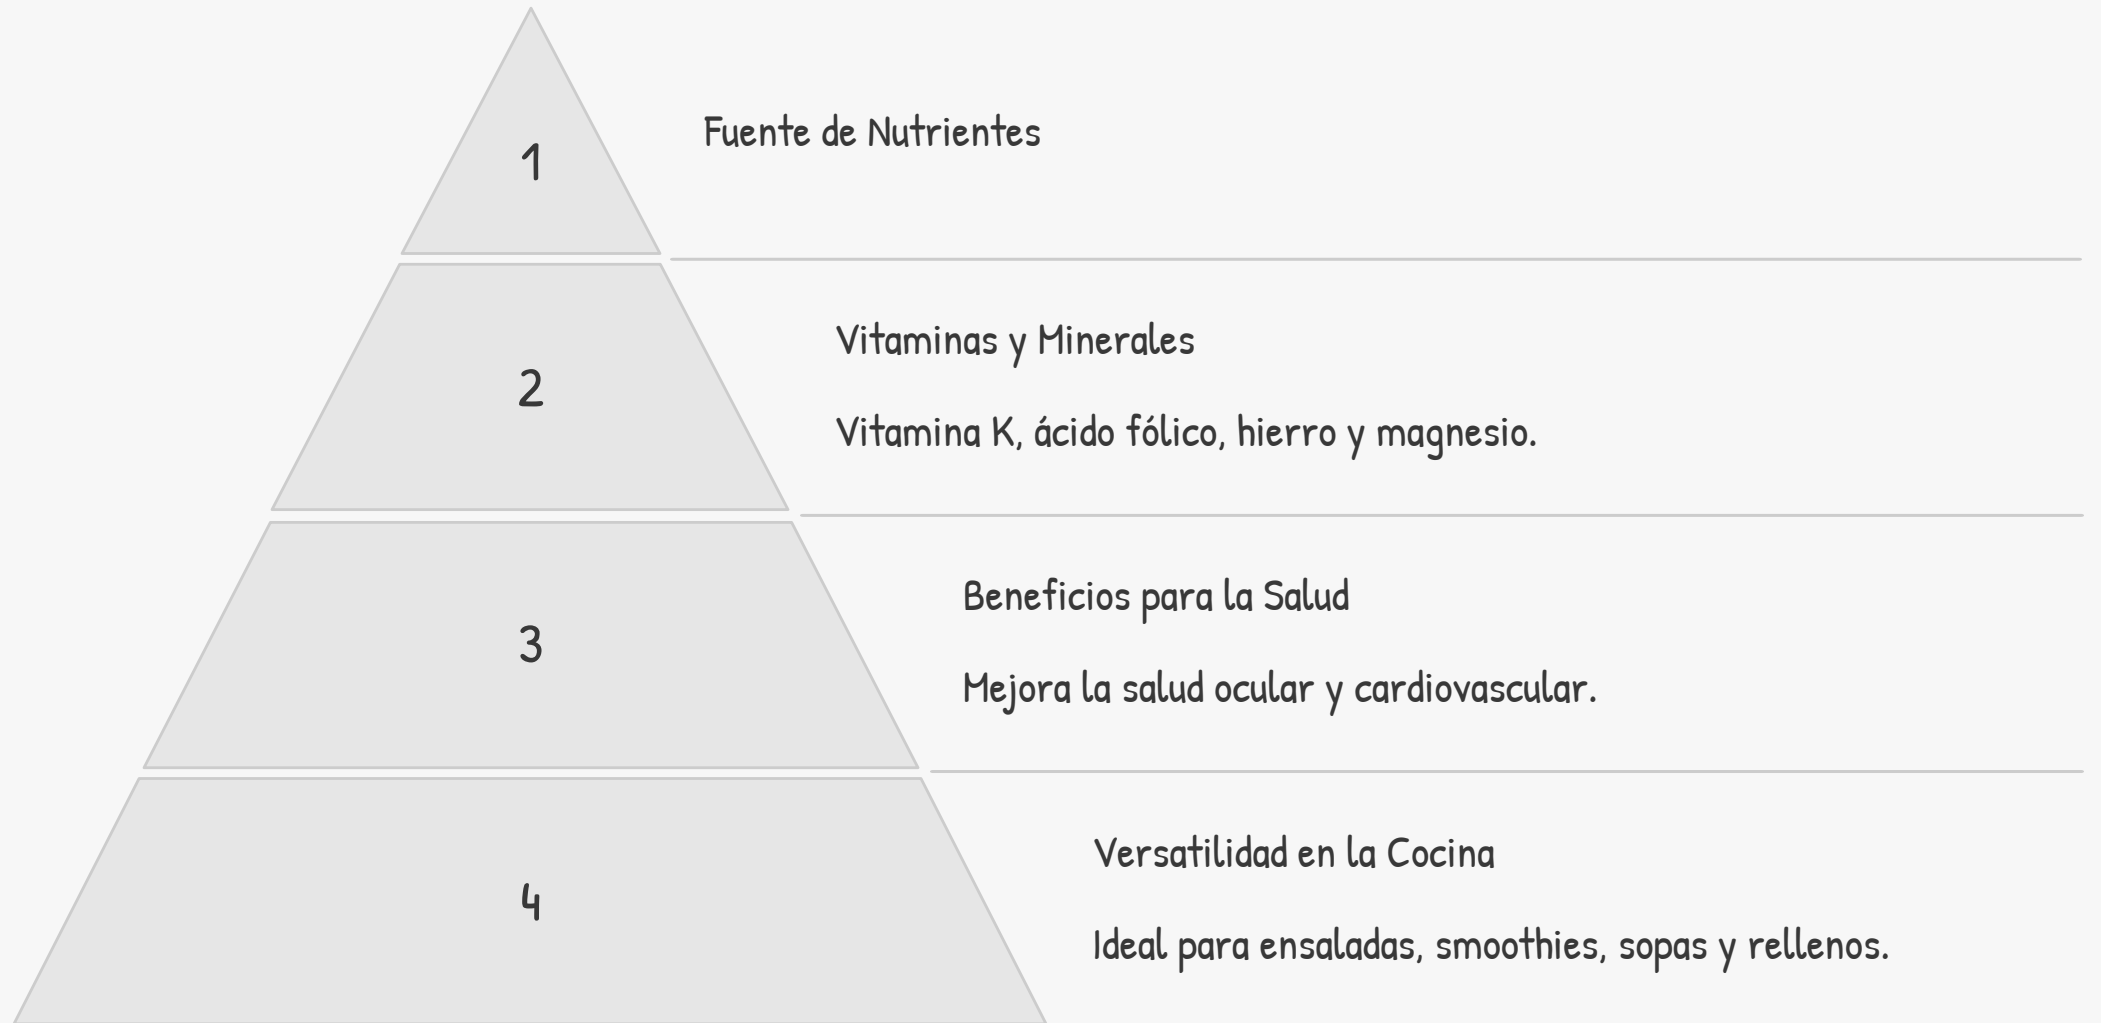 1
Fuente de Nutrientes
2
Vitaminas y Minerales
Vitamina K, ácido fólico, hierro y magnesio.
3
Beneficios para la Salud
Mejora la salud ocular y cardiovascular.
4
Versatilidad en la Cocina
Ideal para ensaladas, smoothies, sopas y rellenos.